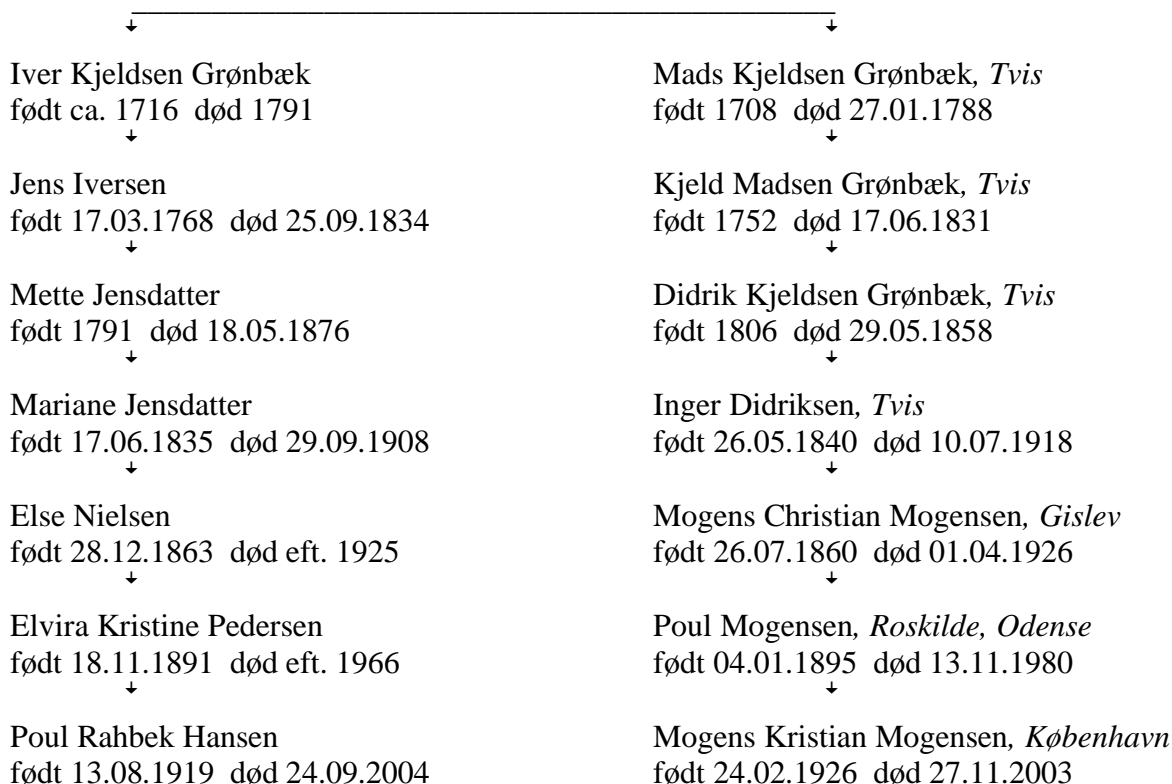 Iver Kjeldsen Grønbæk
født ca. 1716 død 1791
Jens Iversen
født 17.03.1768 død 25.09.1834
Mette Jensdatter
født 1791 død 18.05.1876
Mariane Jensdatter
født 17.06.1835 død 29.09.1908
Else Nielsen
født 28.12.1863 død eft. 1925
Elvira Kristine Pedersen
født 18.11.1891 død eft. 1966
Poul Rahbek Hansen
født 13.08.1919 død 24.09.2004
Mads Kjeldsen Grønbæk, Tvis
født 1708 død 27.01.1788
Kjeld Madsen Grønbæk, Tvis
født 1752 død 17.06.1831
Didrik Kjeldsen Grønbæk, Tvis
født 1806 død 29.05.1858
Inger Didriksen, Tvis
født 26.05.1840 død 10.07.1918
Mogens Christian Mogensen, Gislev
født 26.07.1860 død 01.04.1926
Poul Mogensen, Roskilde, Odense
født 04.01.1895 død 13.11.1980
Mogens Kristian Mogensen, København
født 24.02.1926 død 27.11.2003